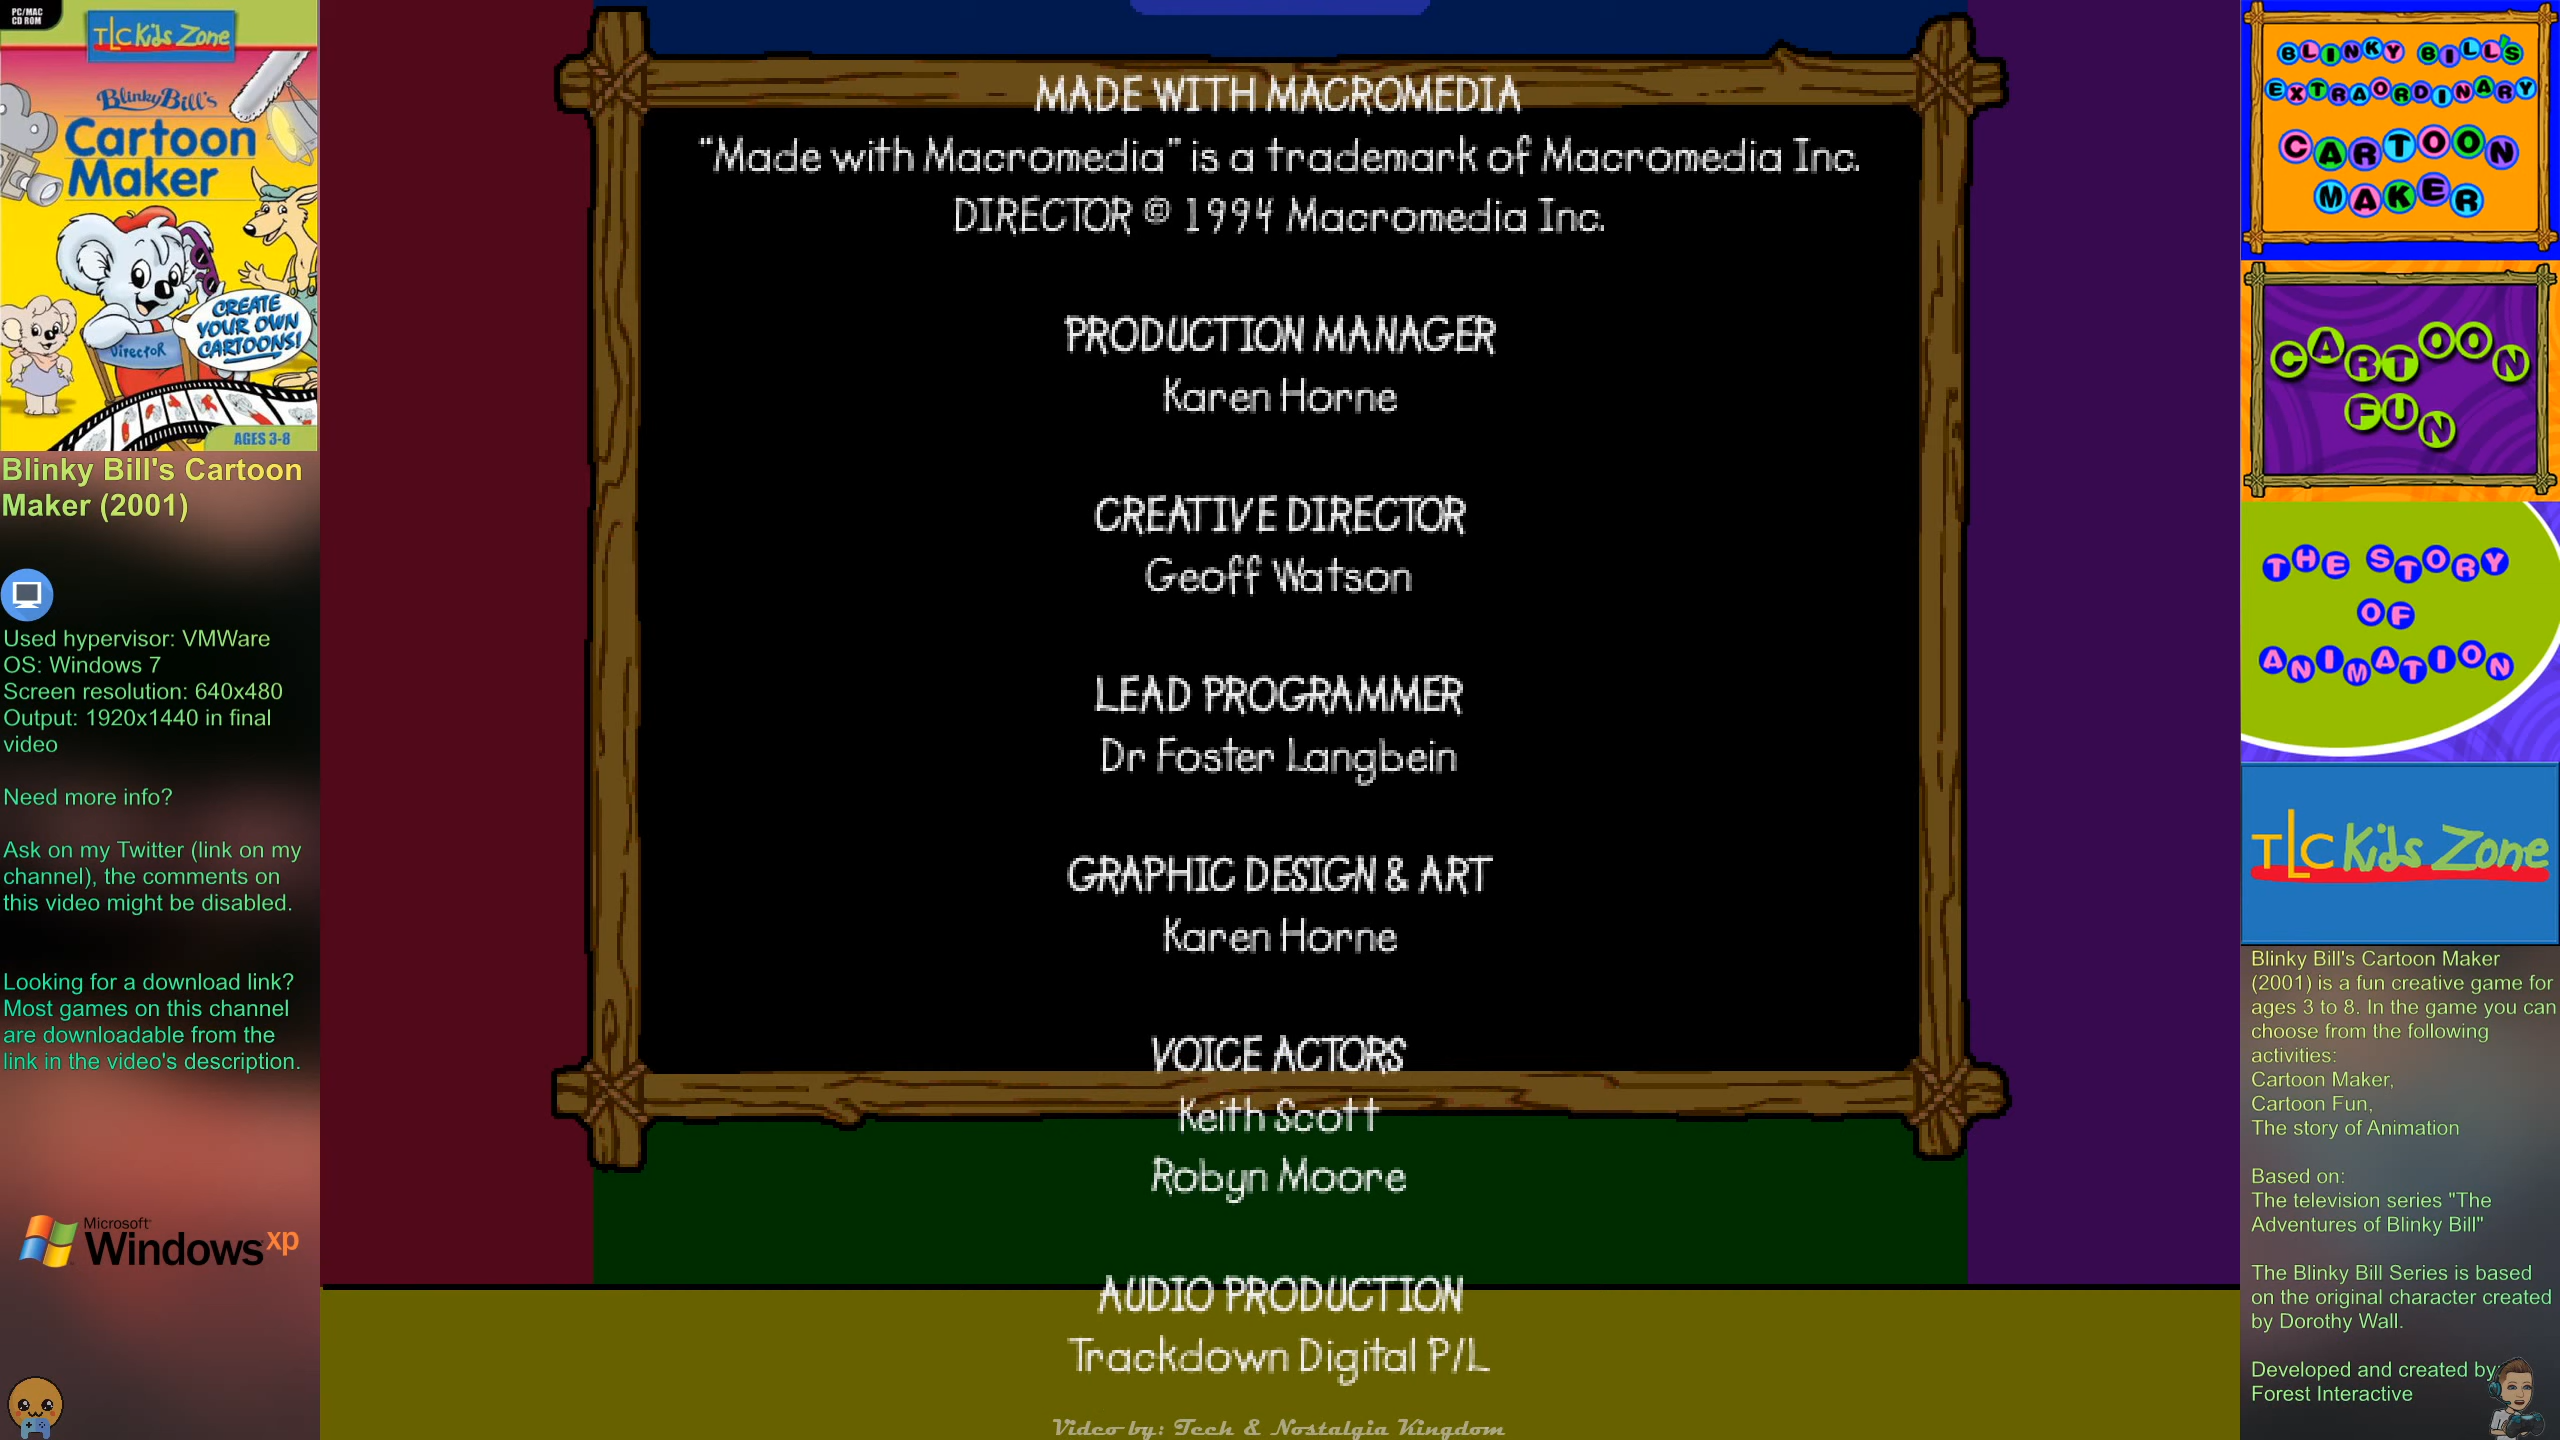 PC/MAC
CD ROM
TLC Kids Zone
Blinky Bill's
Cartoon
Maker
CREATE
YOUR OWN
CARTOONS!
DirectoR
AGES 3-8
Blinky Bill's Cartoon
Maker (2001)
Used hypervisor: VMWare
OS: Windows 7
Screen resolution: 640x480
Output: 1920x1440 in final
video
Need more info?
Ask on my Twitter (link on my
channel), the comments on
this video might be disabled.
Looking for a download link?
Most games on this channel
are downloadable from the
link in the video's description.
Microsoft
Windows xp
MADE WITH MACROMEDIA
“Made with Macromedia” is a trademark of Macromedia Inc.
DIRECTOR © 1994 Macromedia Inc.
PRODUCTION MANAGER
Karen Horne
CREATIVE DIRECTOR
Geoff Watson
LEAD PROGRAMMER
Dr Foster Langbein
GRAPHIC DESIGN & ART
Karen Horne
VOICE ACTORS
Keith Scott
Robyn Moore
AUDIO PRODUCTION
Trackdown Digital P/L
Video by: Tech & Nostalgia Kingdom
BLINKY BILL'S
EXTRAORDINARY
CARTOON
MAKER
CARTOON
FUN
THE STORY
OF
ANIMATION
TLC Kids Zone
Blinky Bill's Cartoon Maker
(2001) is a fun creative game for
ages 3 to 8. In the game you can
choose from the following
activities:
Cartoon Maker,
Cartoon Fun,
The story of Animation
Based on:
The television series "The
Adventures of Blinky Bill"
The Blinky Bill Series is based
on the original character created
by Dorothy Wall.
Developed and created by:
Forest Interactive